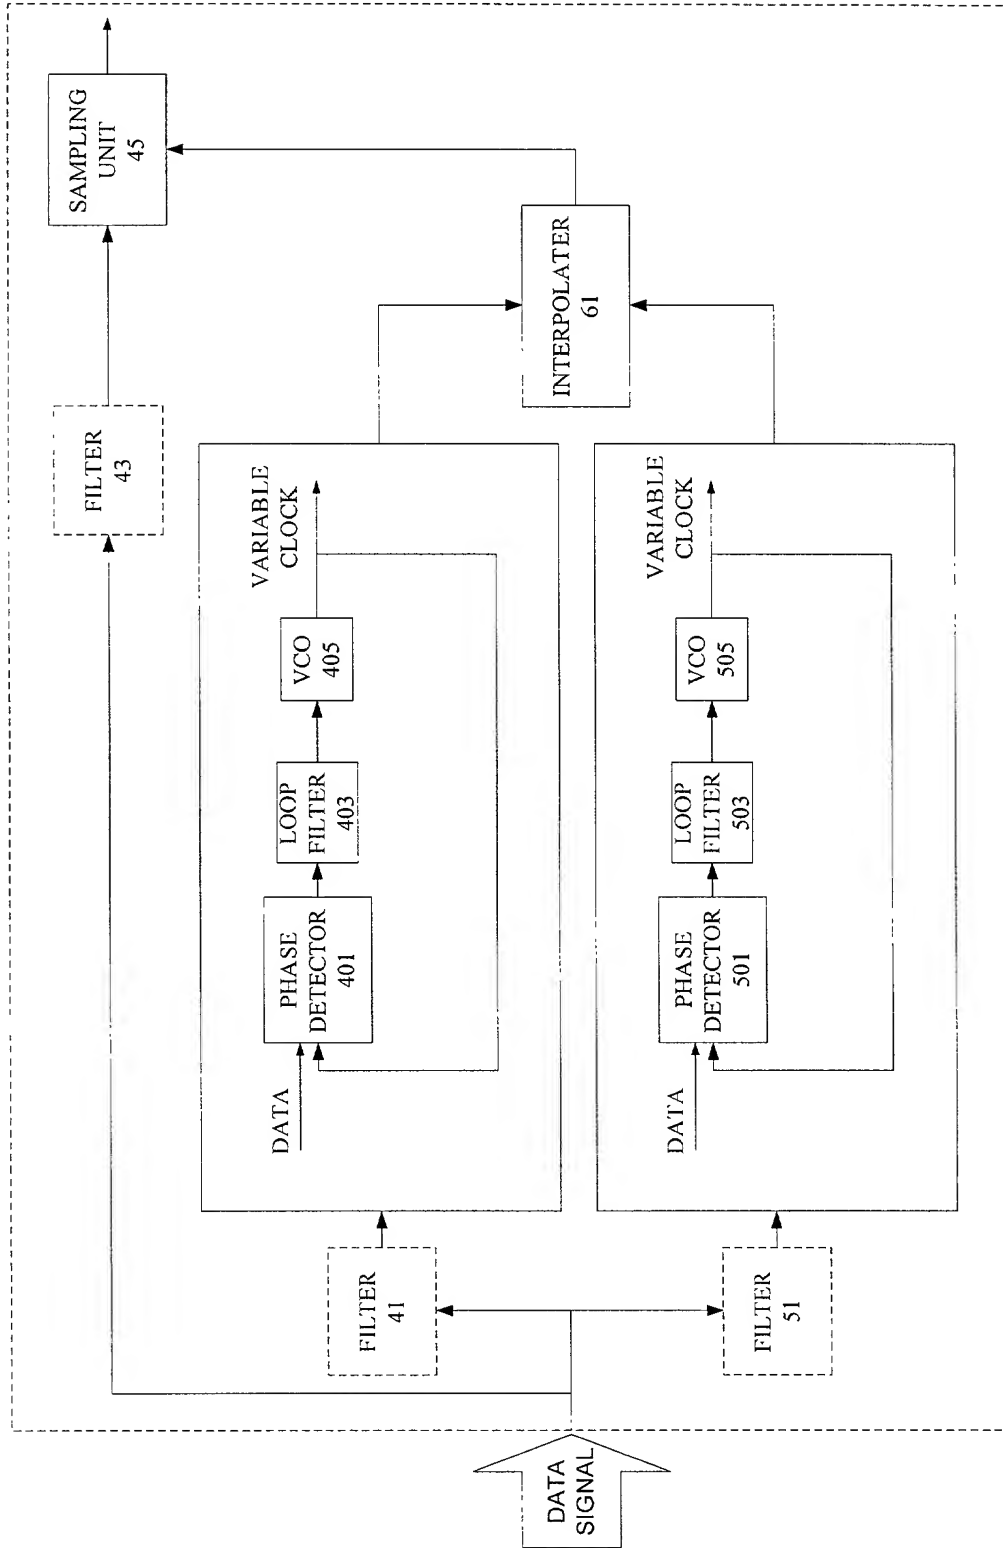 DATA
SIGNAL
FILTER
41
FILTER
43
SAMPLING
UNIT
45
DATA
PHASE
DETECTOR
401
LOOP
FILTER
403
VCO
405
VARIABLE
CLOCK
INTERPOLATER
61
FILTER
51
DATA
PHASE
DETECTOR
501
LOOP
FILTER
503
VCO
505
VARIABLE
CLOCK